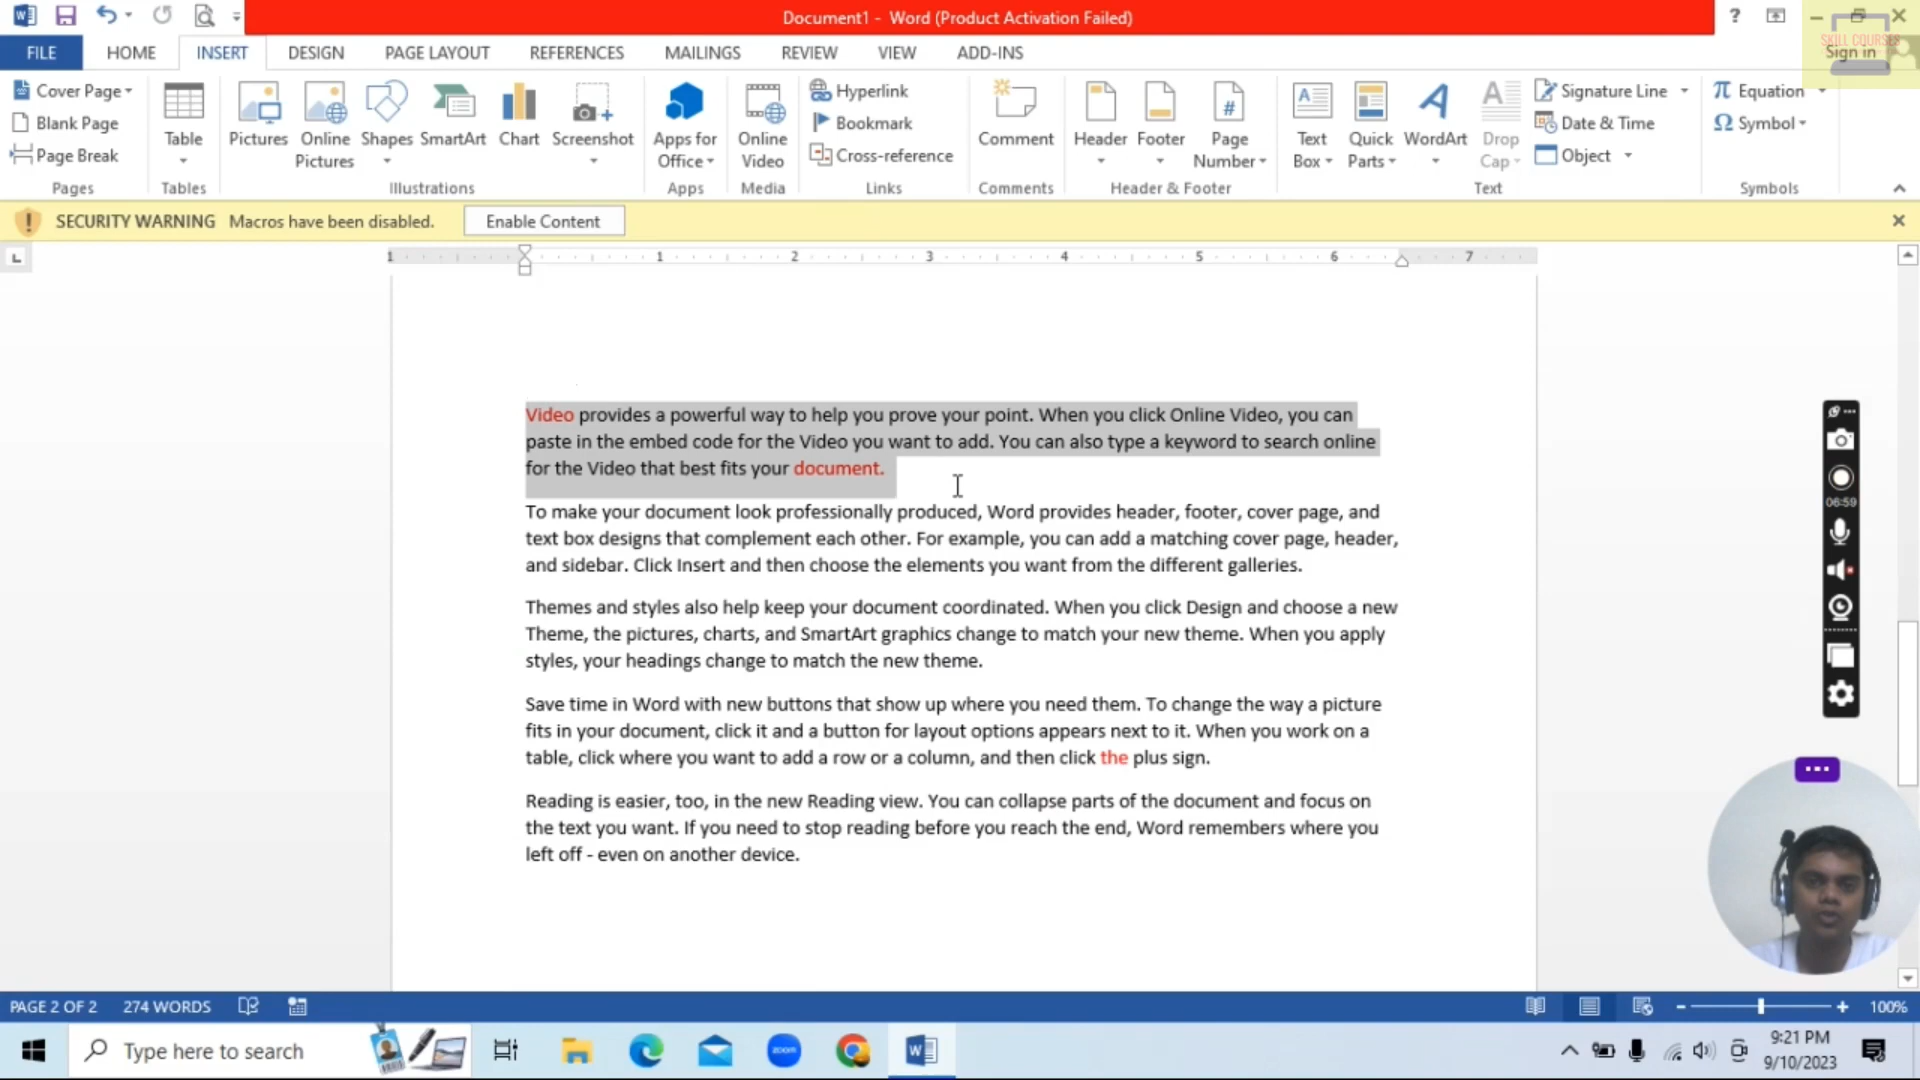 Document1 - Word (Product Activation Failed)
SKILL COURSES
FILE HOME INSERT DESIGN PAGE LAYOUT REFERENCES MAILINGS REVIEW VIEW ADD-INS Sign in
Cover Page
Blank Page
Page Break
Pages
Table
Tables
Pictures
Online Pictures
Shapes
SmartArt
Chart
Screenshot
Illustrations
Apps for Office
Apps
Online Video
Media
Hyperlink
Bookmark
Cross-reference
Links
Comment
Comments
Header
Footer
Page Number
Header & Footer
Text Box
Quick Parts
WordArt
Drop Cap
Signature Line
Date & Time
Object
Text
Equation
Symbol
Symbols
SECURITY WARNING Macros have been disabled. Enable Content
1 1 2 3 4 5 6 7
Video provides a powerful way to help you prove your point. When you click Online Video, you can
paste in the embed code for the Video you want to add. You can also type a keyword to search online
for the Video that best fits your document.
To make your document look professionally produced, Word provides header, footer, cover page, and
text box designs that complement each other. For example, you can add a matching cover page, header,
and sidebar. Click Insert and then choose the elements you want from the different galleries.
Themes and styles also help keep your document coordinated. When you click Design and choose a new
Theme, the pictures, charts, and SmartArt graphics change to match your new theme. When you apply
styles, your headings change to match the new theme.
Save time in Word with new buttons that show up where you need them. To change the way a picture
fits in your document, click it and a button for layout options appears next to it. When you work on a
table, click where you want to add a row or a column, and then click the plus sign.
Reading is easier, too, in the new Reading view. You can collapse parts of the document and focus on
the text you want. If you need to stop reading before you reach the end, Word remembers where you
left off - even on another device.
06:59
PAGE 2 OF 2 274 WORDS 100%
Type here to search
zoom
9:21 PM
9/10/2023